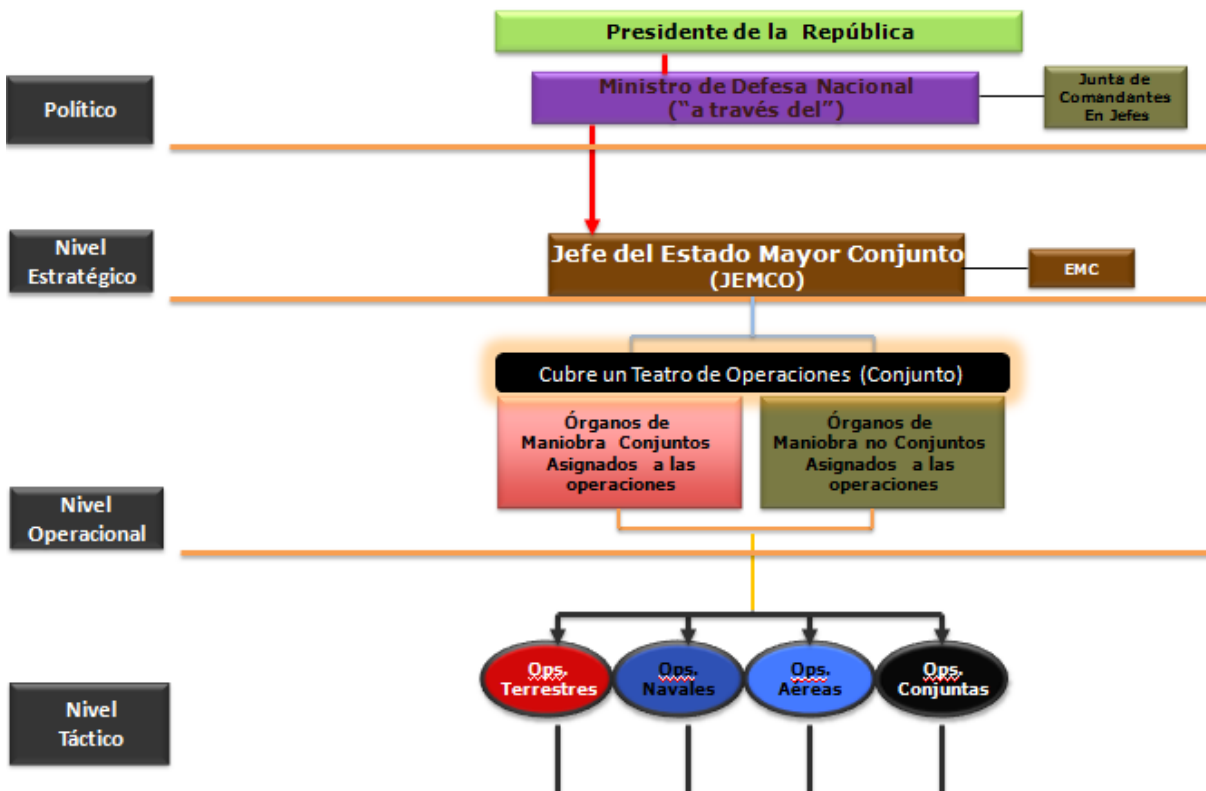 Presidente de la República
Político
Ministro de Defesa Nacional
("a través del")
Junta de
Comandantes
En Jefes
Nivel
Estratégico
Jefe del Estado Mayor Conjunto
(JEMCO)
EMC
Cubre un Teatro de Operaciones (Conjunto)
Órganos de
Maniobra Conjuntos
Asignados a las
operaciones
Órganos de
Maniobra no Conjuntos
Asignados a las
operaciones
Nivel
Operacional
Nivel
Táctico
Ops.
Terrestres
Ops.
Navales
Ops.
Aéreas
Ops.
Conjuntas